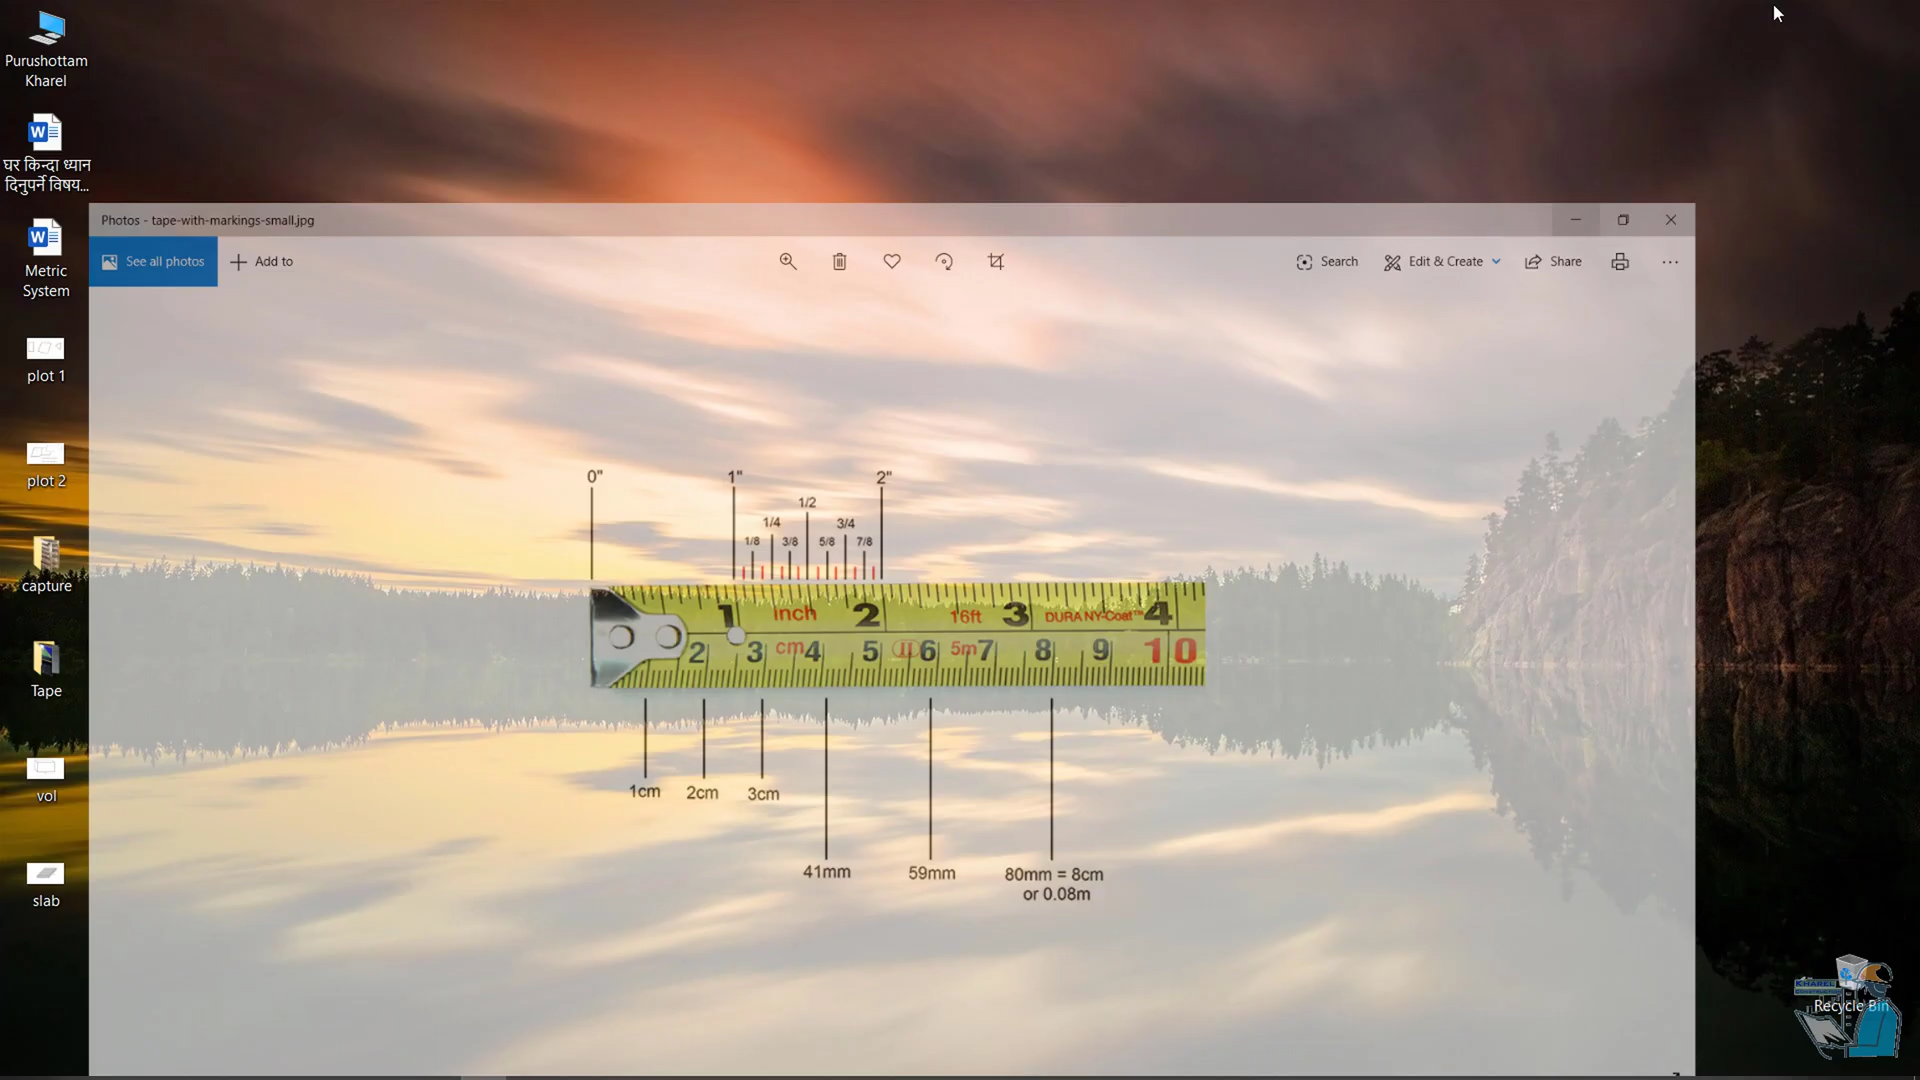 Purushottam
Kharel
घर किन्दा ध्यान
दिनुपर्ने विषय...
Metric
System
plot 1
plot 2
capture
Tape
vol
slab
Photos - tape-with-markings-small.jpg
See all photos
Add to
Search
Edit & Create
Share
0" 1" 2"
1/2
1/4 3/4
1/8 3/8 5/8 7/8
1 inch 2 16ft 3 DURA NY-Coat™ 4
2 3 cm 4 5 II 6 5m 7 8 9 10
1cm 2cm 3cm
41mm 59mm 80mm = 8cm
or 0.08m
KHAREL
Recycle Bin